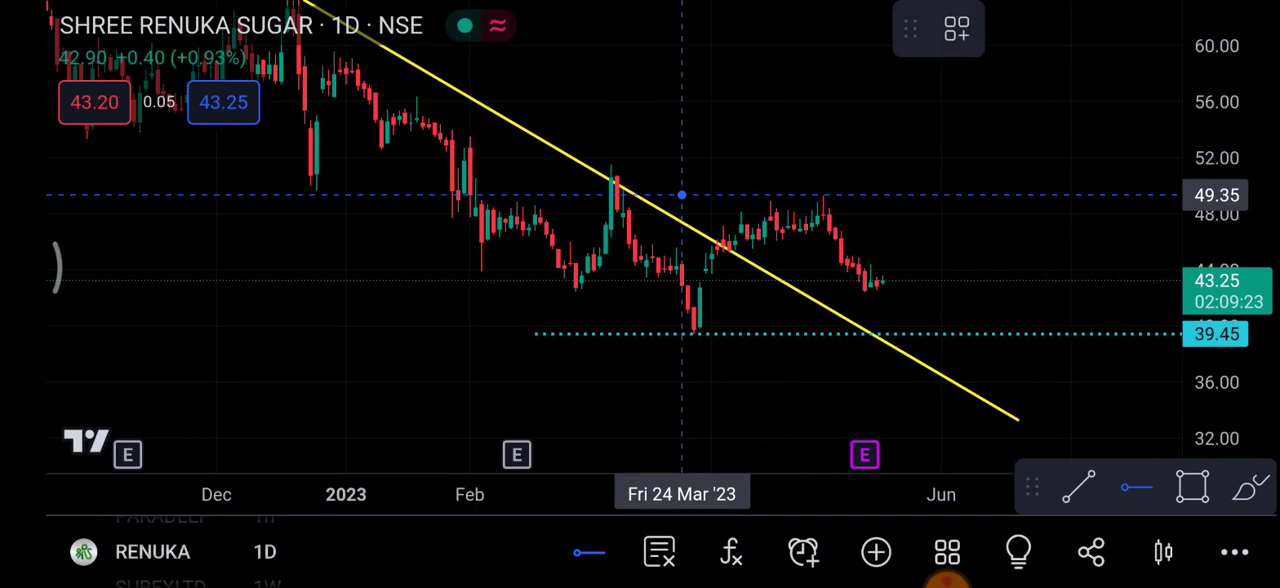 SHREE RENUKA SUGAR · 1D · NSE
42.90 +0.40 (+0.93%)
43.20 0.05 43.25
60.00
56.00
52.00
49.35
48.00
43.25
02:09:23
39.45
36.00
32.00
E E E
Dec 2023 Feb Fri 24 Mar '23 Jun
RENUKA 1D